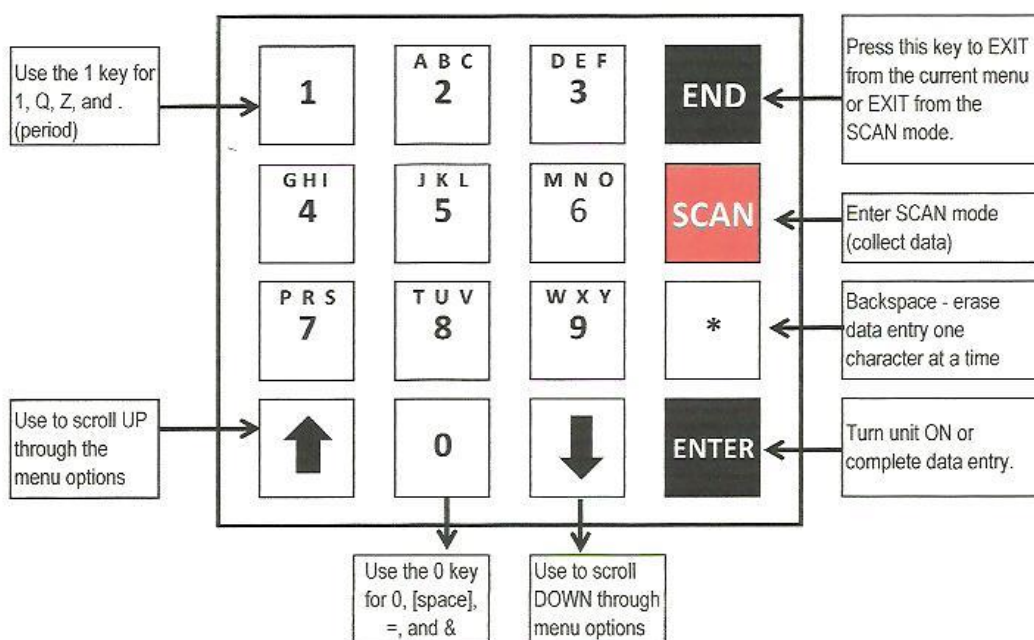 Use the 1 key for
1, Q, Z, and .
(period)
1
A B C
2
D E F
3
END
Press this key to EXIT
from the current menu
or EXIT from the
SCAN mode.
G H I
4
J K L
5
M N O
6
SCAN
Enter SCAN mode
(collect data)
P R S
7
T U V
8
W X Y
9
*
Backspace - erase
data entry one
character at a time
Use to scroll UP
through the
menu options
0
ENTER
Turn unit ON or
complete data entry.
Use the 0 key
for 0, [space],
=, and &
Use to scroll
DOWN through
menu options